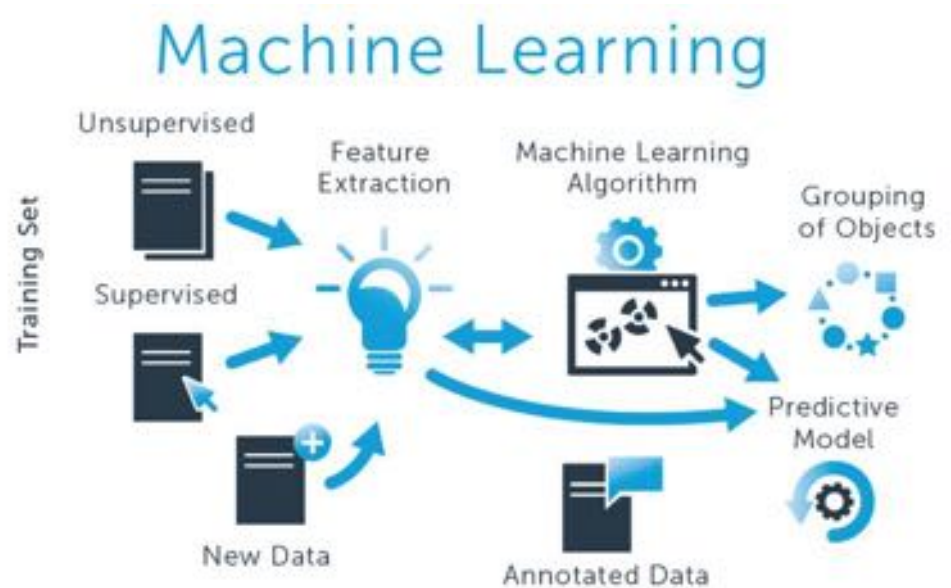 Machine Learning
Training Set
Unsupervised
Supervised
New Data
Feature
Extraction
Machine Learning
Algorithm
Grouping
of Objects
Predictive
Model
Annotated Data